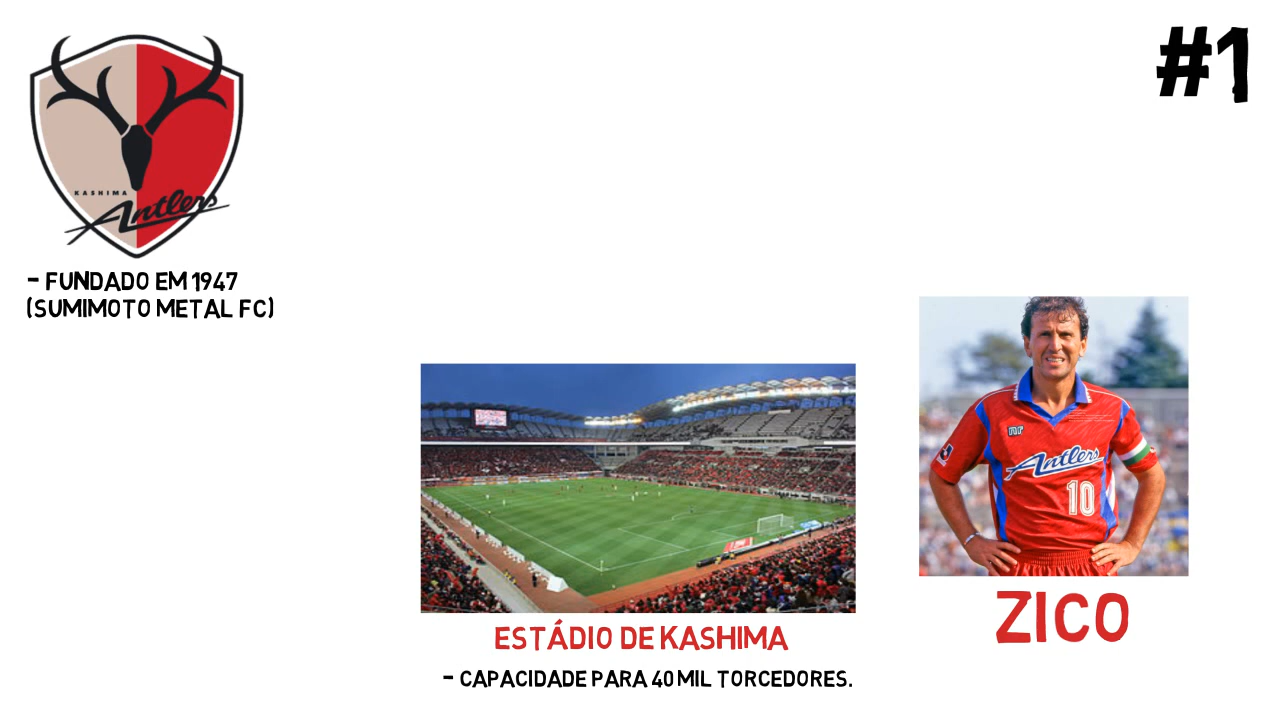 #1
KASHIMA
Antlers
- FUNDADO EM 1947
(SUMIMOTO METAL FC)
nr
Antlers
10
ZICO
ESTÁDIO DE KASHIMA
- CAPACIDADE PARA 40 MIL TORCEDORES.